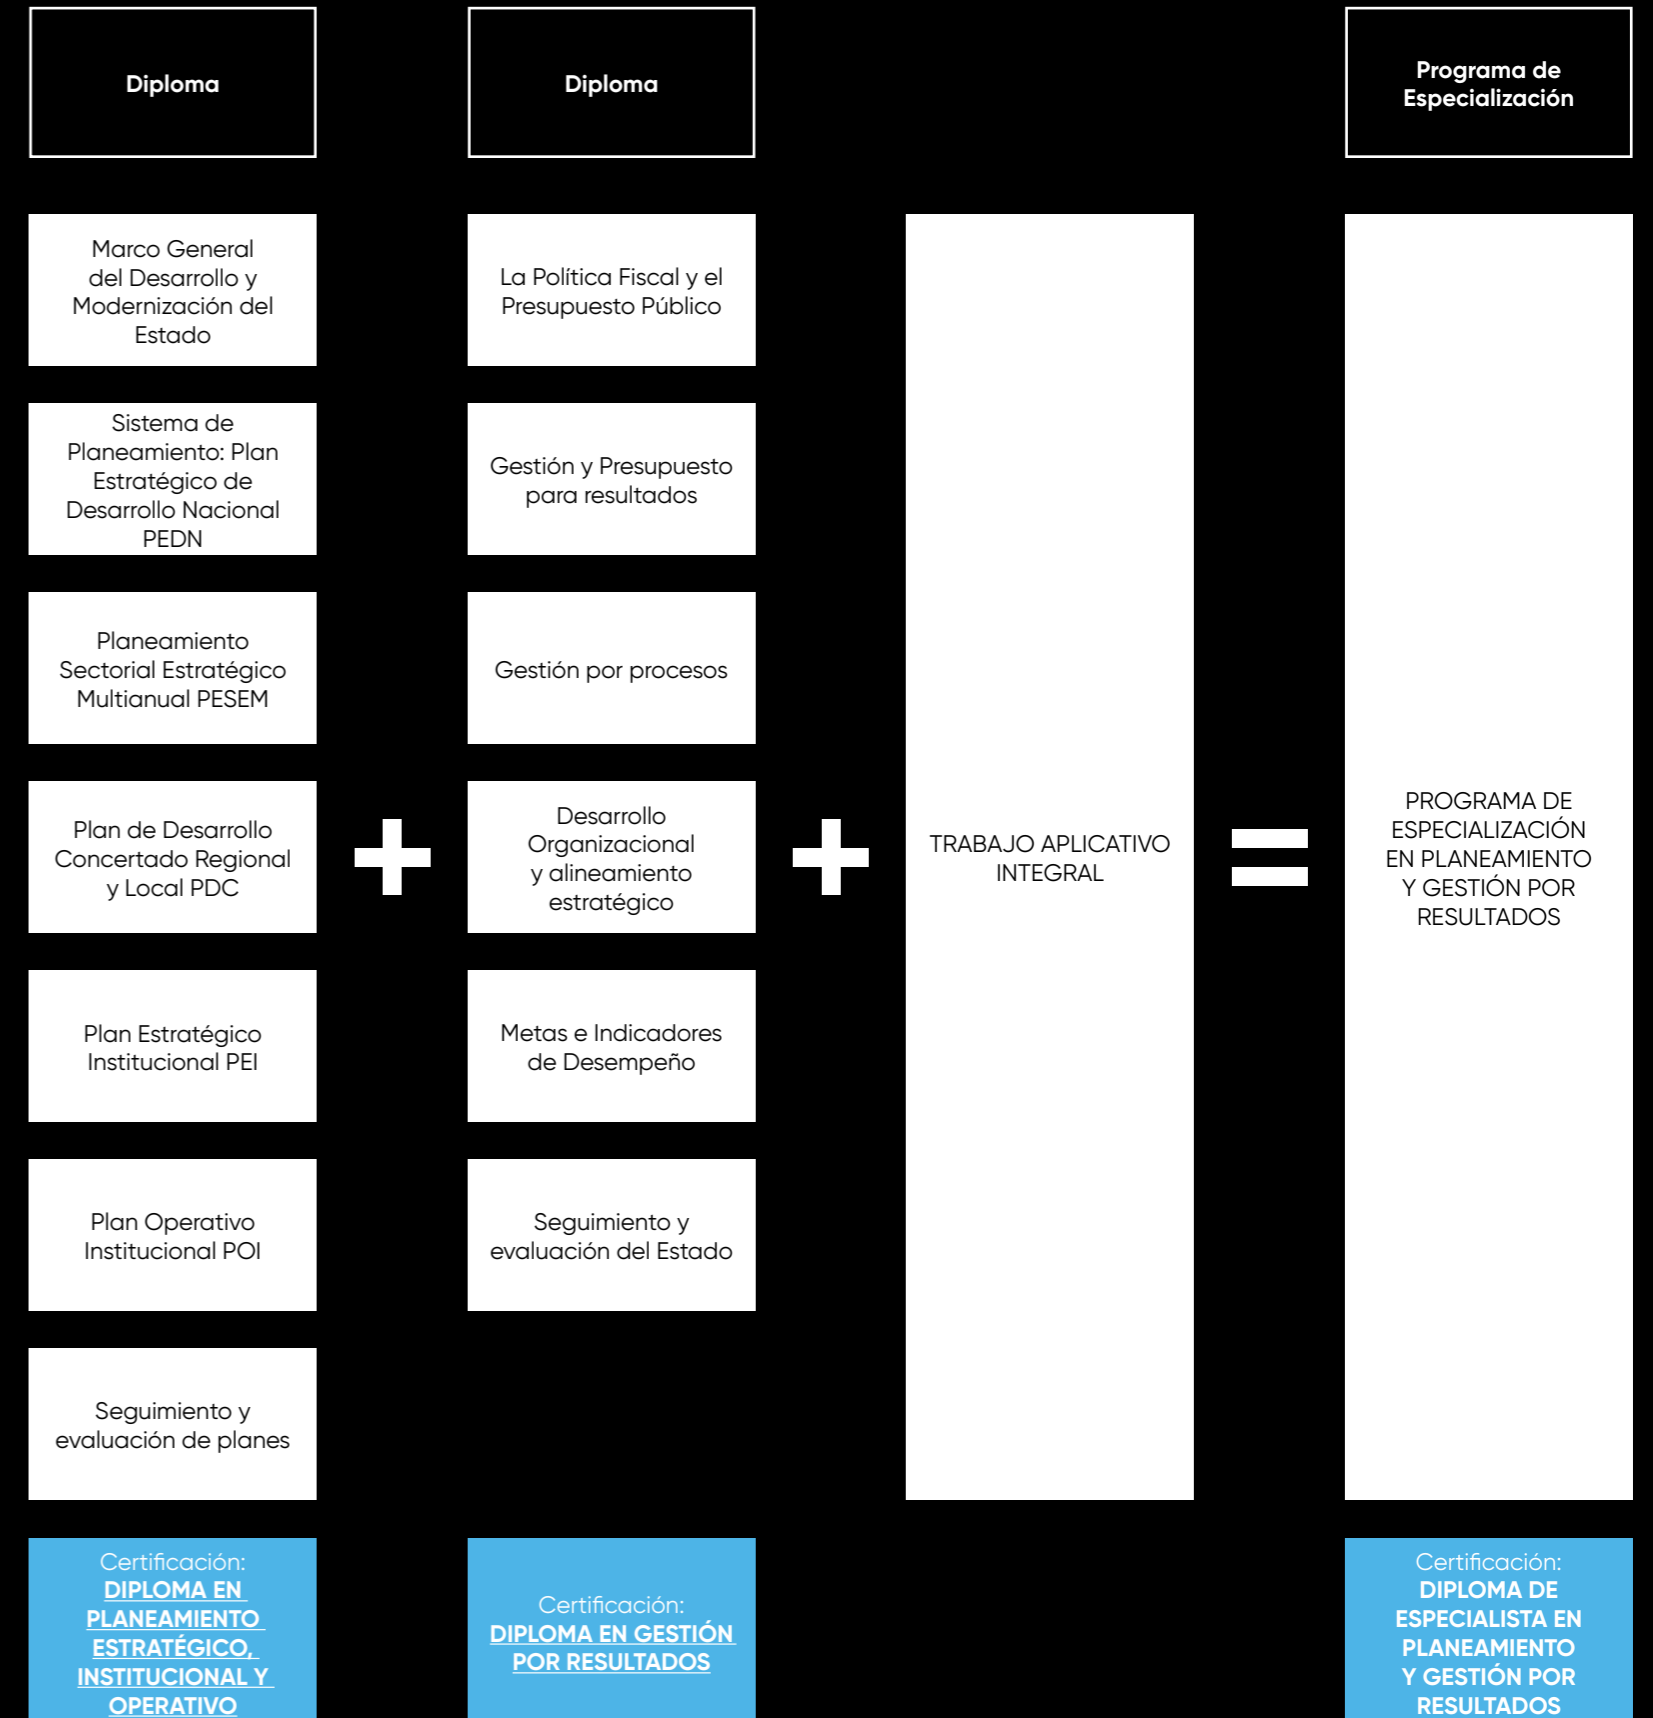 Diploma
Marco General
del Desarrollo y
Modernización del
Estado
Sistema de
Planeamiento: Plan
Estratégico de
Desarrollo Nacional
PEDN
Planeamiento
Sectorial Estratégico
Multianual PESEM
Plan de Desarrollo
Concertado Regional
y Local PDC
Plan Estratégico
Institucional PEI
Plan Operativo
Institucional POI
Seguimiento y
evaluación de planes
Certificación:
DIPLOMA EN
PLANEAMIENTO
ESTRATÉGICO,
INSTITUCIONAL Y
OPERATIVO
+
Diploma
La Política Fiscal y el
Presupuesto Público
Gestión y Presupuesto
para resultados
Gestión por procesos
Desarrollo
Organizacional
y alineamiento
estratégico
Metas e Indicadores
de Desempeño
Seguimiento y
evaluación del Estado
Certificación:
DIPLOMA EN GESTIÓN
POR RESULTADOS
+
TRABAJO APLICATIVO
INTEGRAL
=
Programa de
Especialización
PROGRAMA DE
ESPECIALIZACIÓN
EN PLANEAMIENTO
Y GESTIÓN POR
RESULTADOS
Certificación:
DIPLOMA DE
ESPECIALISTA EN
PLANEAMIENTO
Y GESTIÓN POR
RESULTADOS